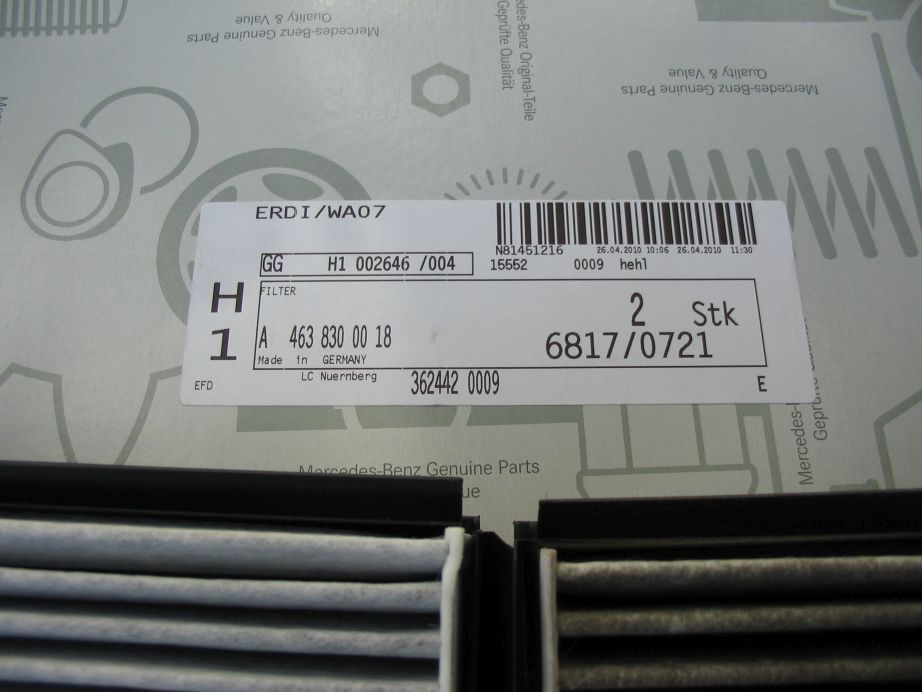 Mercedes-Benz Genuine Parts
Quality & Value
Mercedes-Benz Original-Teile
Geprüfte Qualität
Mercedes-Benz Genuine Parts
Quality & Value
ERDI/WA07
N81451216 26.04.2010 10:06 26.04.2010 11:30
GG H1 002646 /004
15552 0009 hehl
H
1
FILTER
2 Stk
A 463 830 00 18
6817/0721
Made in GERMANY
LC Nuernberg
362442 0009
EFD
E
Mercedes-Benz Genuine Parts